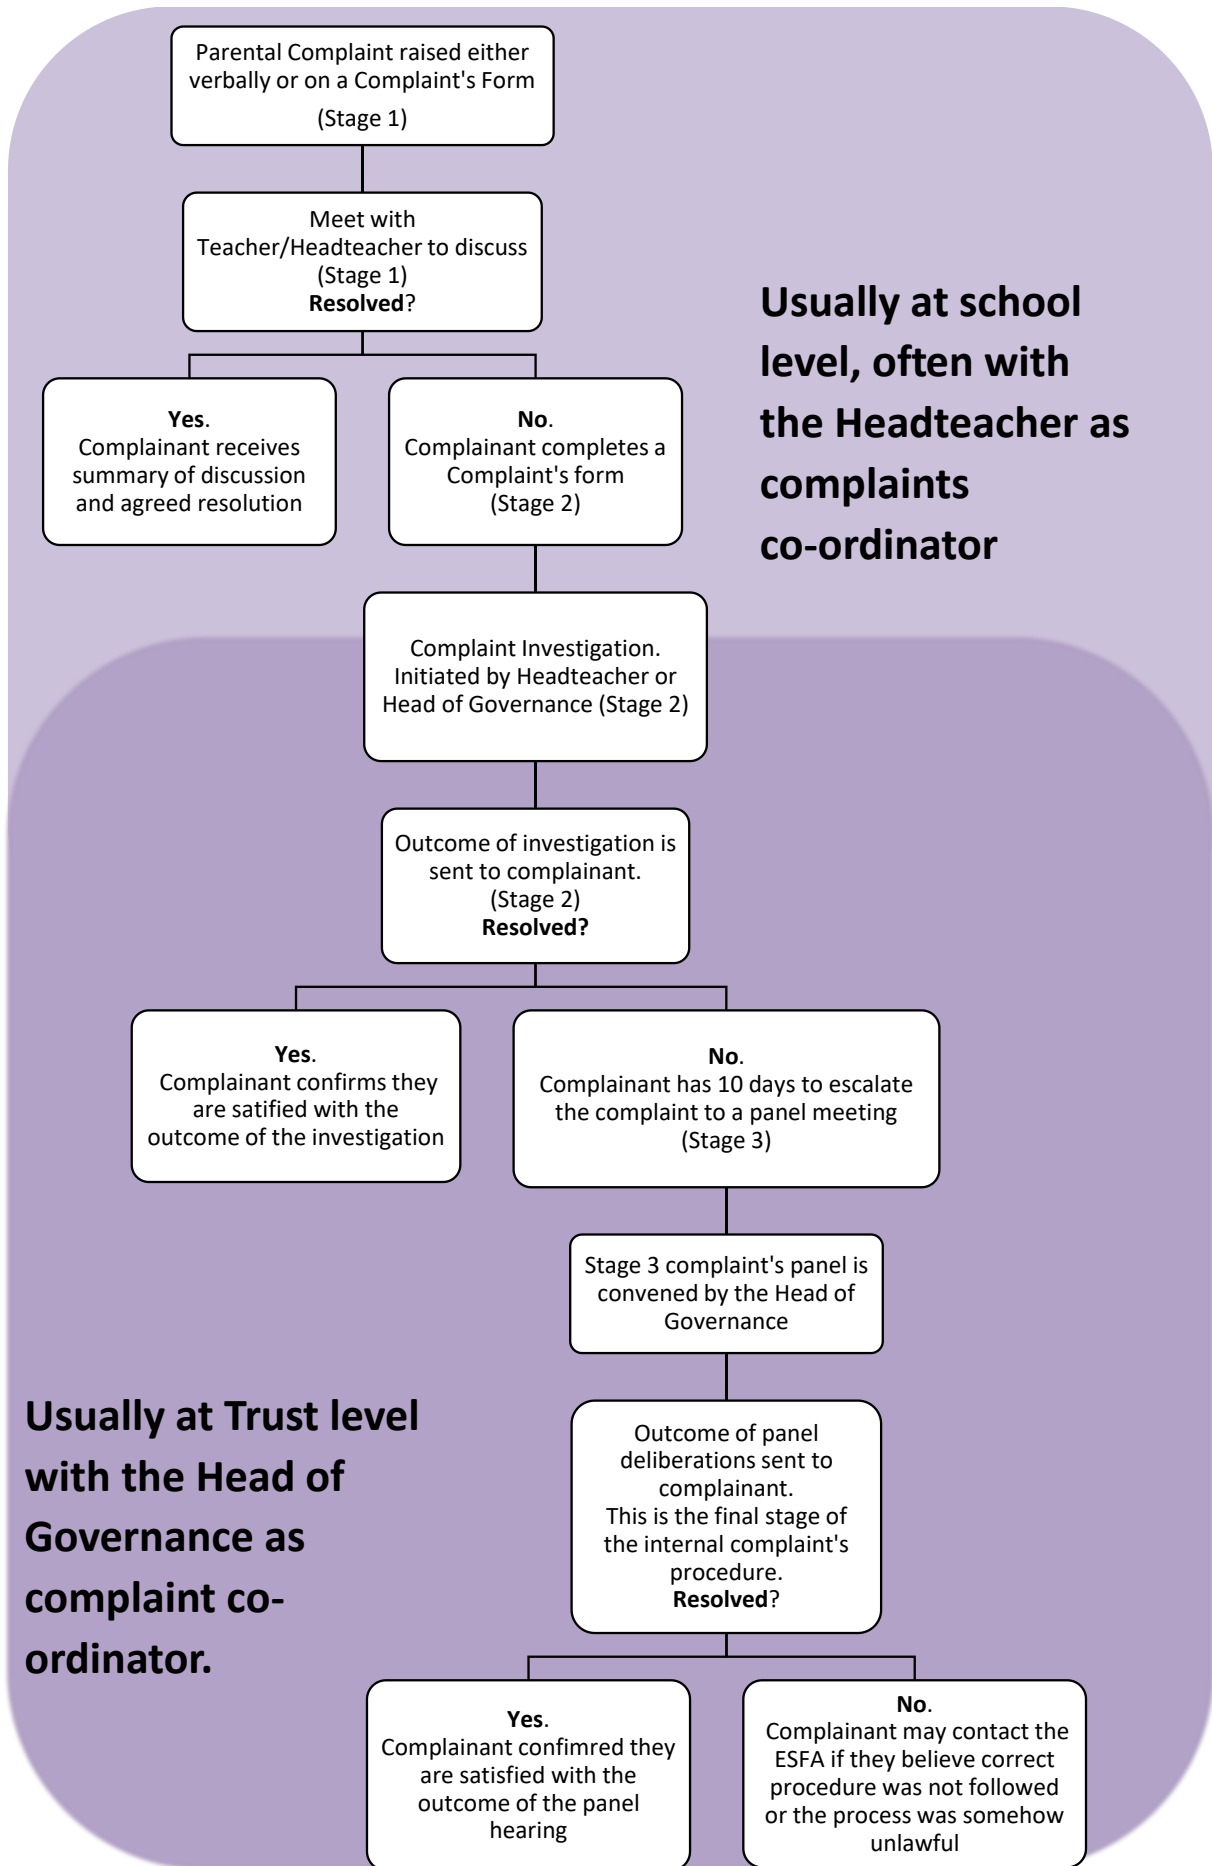 Parental Complaint raised either
verbally or on a Complaint's Form
(Stage 1)
Meet with
Teacher/Headteacher to discuss
(Stage 1)
Resolved?
Usually at school
level, often with
the Headteacher as
complaints
co-ordinator
Yes.
Complainant receives
summary of discussion
and agreed resolution
No.
Complainant completes a
Complaint's form
(Stage 2)
Complaint Investigation.
Initiated by Headteacher or
Head of Governance (Stage 2)
Outcome of investigation is
sent to complainant.
(Stage 2)
Resolved?
Yes.
Complainant confirms they
are satified with the
outcome of the investigation
No.
Complainant has 10 days to escalate
the complaint to a panel meeting
(Stage 3)
Stage 3 complaint's panel is
convened by the Head of
Governance
Usually at Trust level
with the Head of
Governance as
complaint co-
ordinator.
Outcome of panel
deliberations sent to
complainant.
This is the final stage of
the internal complaint's
procedure.
Resolved?
Yes.
Complainant confimred they
are satisfied with the
outcome of the panel
hearing
No.
Complainant may contact the
ESFA if they believe correct
procedure was not followed
or the process was somehow
unlawful